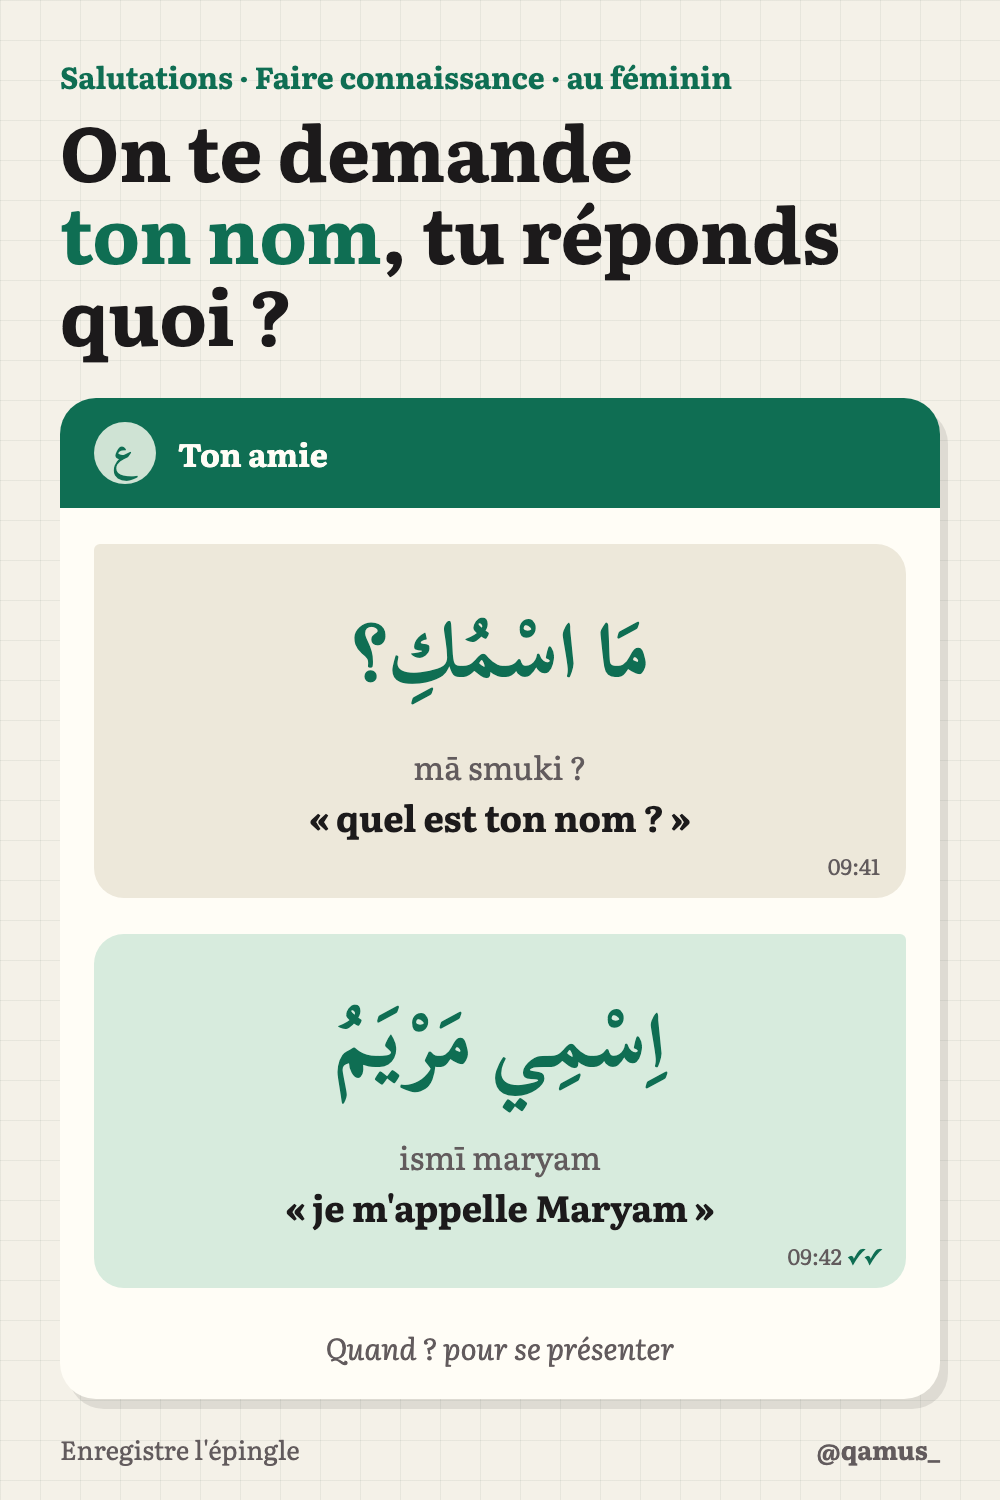 Salutations · Faire connaissance · au féminin
On te demande
ton nom, tu réponds
quoi ?
ع
Ton amie
مَا اسْمُكِ؟
mā smuki ?
« quel est ton nom ? »
09:41
اِسْمِي مَرْيَمُ
ismī maryam
« je m'appelle Maryam »
09:42 ✓✓
Quand ? pour se présenter
Enregistre l'épingle
@qamus_